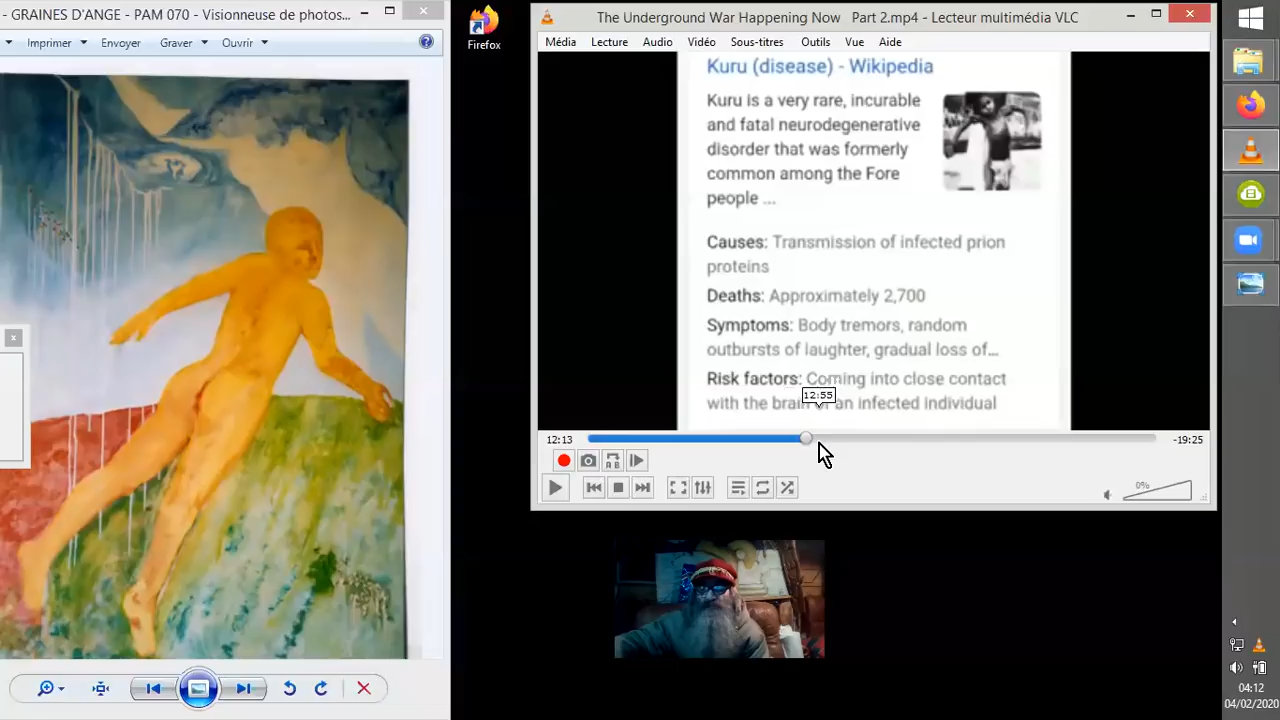 GRAINES D'ANGE - PAM 070 - Visionneuse de photos...
Imprimer
Envoyer
Graver
Ouvrir
Firefox
The Underground War Happening Now Part 2.mp4 - Lecteur multimédia VLC
Média Lecture Audio Vidéo Sous-titres Outils Vue Aide
Kuru (disease) - Wikipedia
Kuru is a very rare, incurable
and fatal neurodegenerative
disorder that was formerly
common among the Fore
people ...
Causes: Transmission of infected prion
proteins
Deaths: Approximately 2,700
Symptoms: Body tremors, random
outbursts of laughter, gradual loss of...
Risk factors: Coming into close contact
with the brain of an infected individual
12:55
12:13
-19:25
A B
0%
04:12
04/02/2020